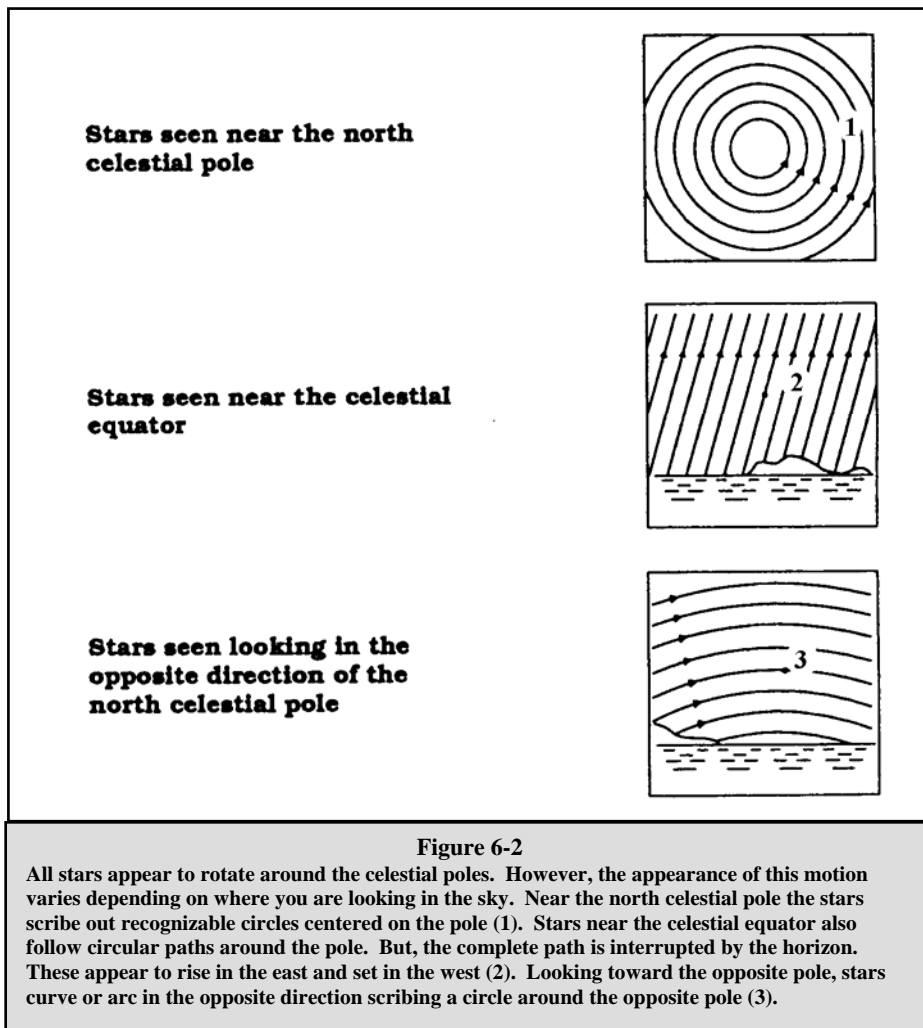 Stars seen near the north
celestial pole
1
Stars seen near the celestial
equator
2
Stars seen looking in the
opposite direction of the
north celestial pole
3
Figure 6-2
All stars appear to rotate around the celestial poles. However, the appearance of this motion
varies depending on where you are looking in the sky. Near the north celestial pole the stars
scribe out recognizable circles centered on the pole (1). Stars near the celestial equator also
follow circular paths around the pole. But, the complete path is interrupted by the horizon.
These appear to rise in the east and set in the west (2). Looking toward the opposite pole, stars
curve or arc in the opposite direction scribing a circle around the opposite pole (3).